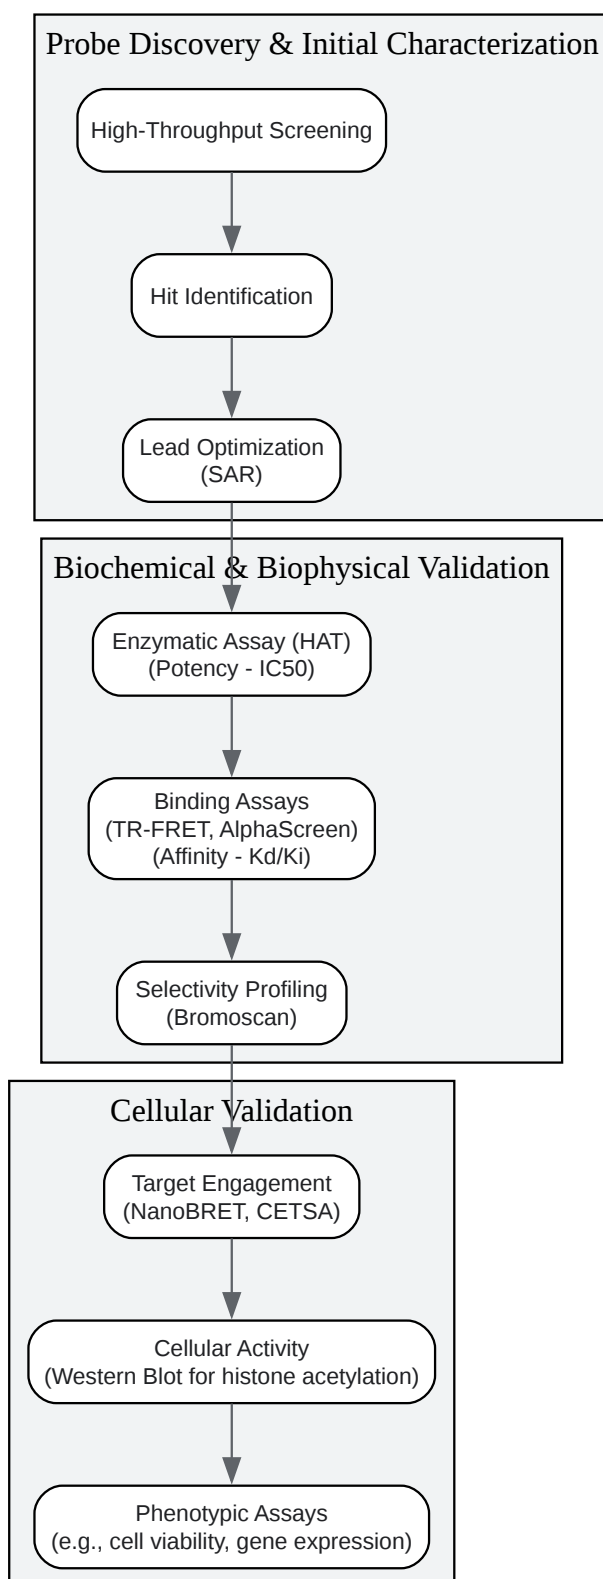 Probe Discovery & Initial Characterization
High-Throughput Screening
Hit Identification
Lead Optimization
(SAR)
Biochemical & Biophysical Validation
Enzymatic Assay (HAT)
(Potency - IC50)
Binding Assays
(TR-FRET, AlphaScreen)
(Affinity - Kd/Ki)
Selectivity Profiling
(Bromoscan)
Cellular Validation
Target Engagement
(NanoBRET, CETSA)
Cellular Activity
(Western Blot for histone acetylation)
Phenotypic Assays
(e.g., cell viability, gene expression)